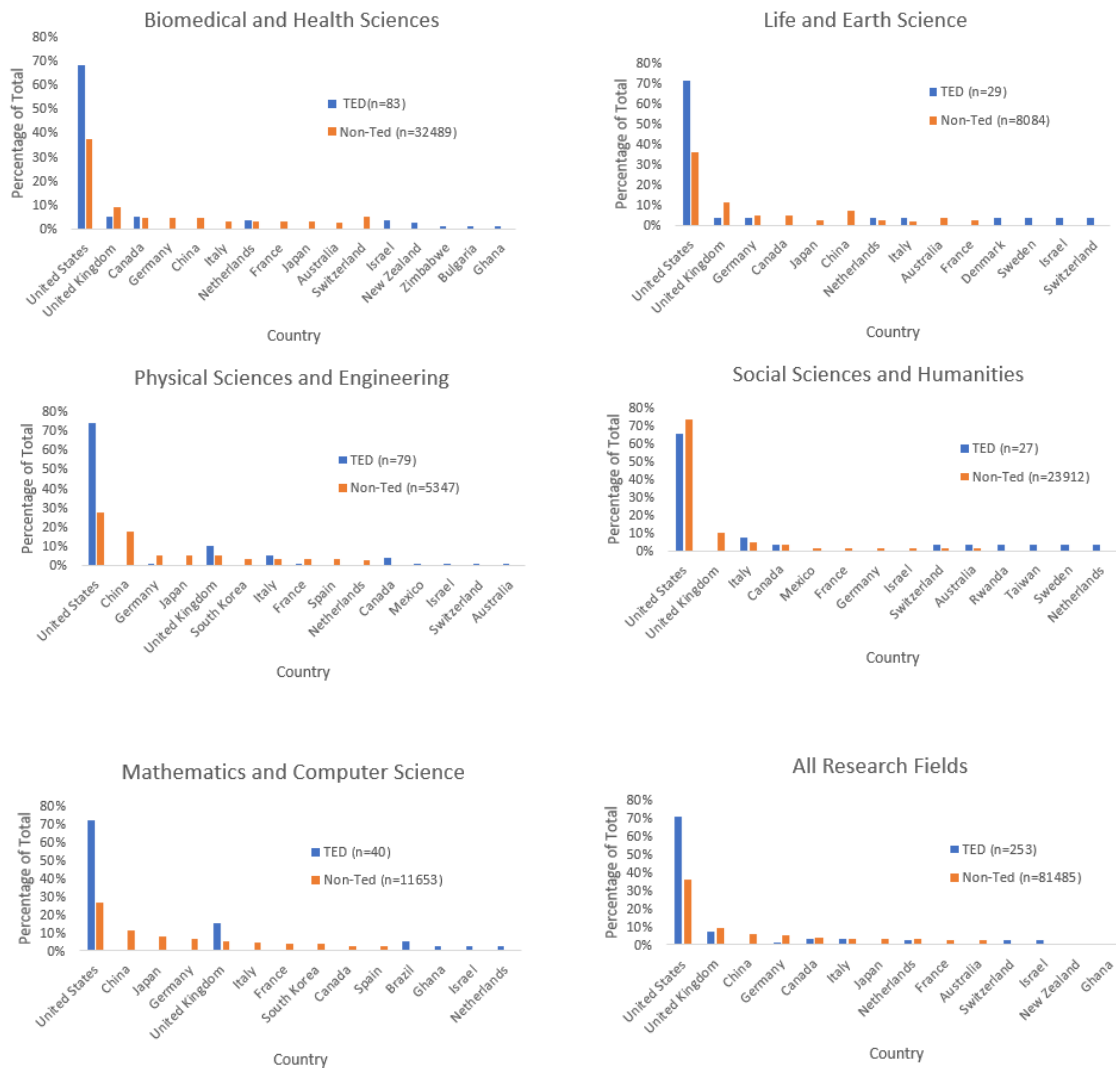 Biomedical and Health Sciences
80%
70%
60%
50%
40%
30%
20%
10%
0%
Percentage of Total
TED(n=83)
Non-Ted (n=32489)
United States
United Kingdom
Canada
Germany
China
Italy
Netherlands
France
Japan
Australia
Switzerland
Israel
New Zealand
Zimbabwe
Bulgaria
Ghana
Country
Life and Earth Science
80%
70%
60%
50%
40%
30%
20%
10%
0%
Percentage of Total
TED (n=29)
Non-Ted (n=8084)
United States
United Kingdom
Germany
Canada
Japan
China
Netherlands
Italy
Australia
France
Denmark
Sweden
Israel
Switzerland
Country
Physical Sciences and Engineering
80%
70%
60%
50%
40%
30%
20%
10%
0%
Percentage of Total
TED (n=79)
Non-Ted (n=5347)
United States
China
Germany
Japan
United Kingdom
South Korea
Italy
France
Spain
Netherlands
Canada
Mexico
Israel
Switzerland
Australia
Country
Social Sciences and Humanities
80%
70%
60%
50%
40%
30%
20%
10%
0%
Percentage of Total
TED (n=27)
Non-Ted (n=23912)
United States
United Kingdom
Italy
Canada
Mexico
France
Germany
Israel
Switzerland
Australia
Rwanda
Taiwan
Sweden
Netherlands
Country
Mathematics and Computer Science
80%
70%
60%
50%
40%
30%
20%
10%
0%
Percentage of Total
TED (n=40)
Non-Ted (n=11653)
United States
China
Japan
Germany
United Kingdom
Italy
France
South Korea
Canada
Spain
Brazil
Ghana
Israel
Netherlands
Country
All Research Fields
80%
70%
60%
50%
40%
30%
20%
10%
0%
Percentage of Total
TED (n=253)
Non-Ted (n=81485)
United States
United Kingdom
China
Germany
Canada
Italy
Japan
Netherlands
France
Australia
Switzerland
Israel
New Zealand
Ghana
Country